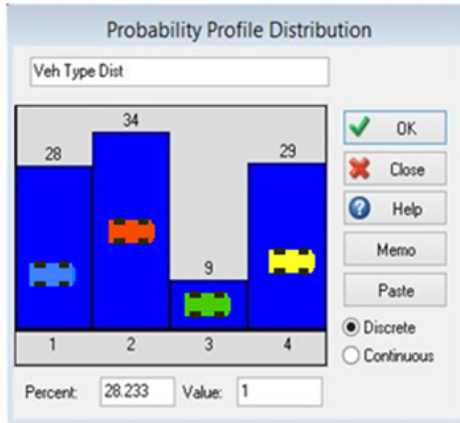 Probability Profile Distribution
Veh Type Dist
34
28
29
9
1 2 3 4
OK
Close
Help
Memo
Paste
Discrete
Continuous
Percent: 28.233 Value: 1